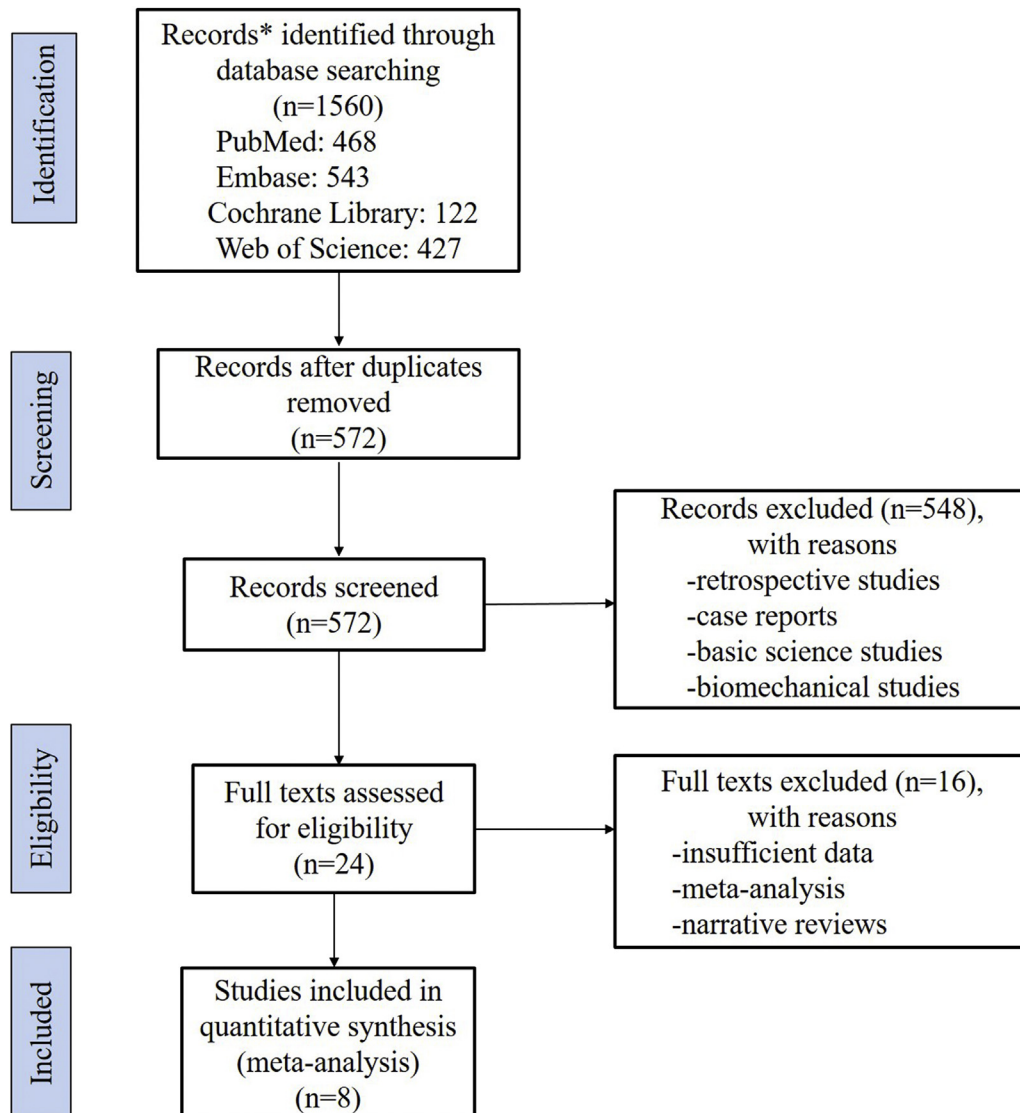 Identification
Records* identified through
database searching
(n=1560)
PubMed: 468
Embase: 543
Cochrane Library: 122
Web of Science: 427
Screening
Records after duplicates
removed
(n=572)
Records screened
(n=572)
Records excluded (n=548),
with reasons
-retrospective studies
-case reports
-basic science studies
-biomechanical studies
Eligibility
Full texts assessed
for eligibility
(n=24)
Full texts excluded (n=16),
with reasons
-insufficient data
-meta-analysis
-narrative reviews
Included
Studies included in
quantitative synthesis
(meta-analysis)
(n=8)